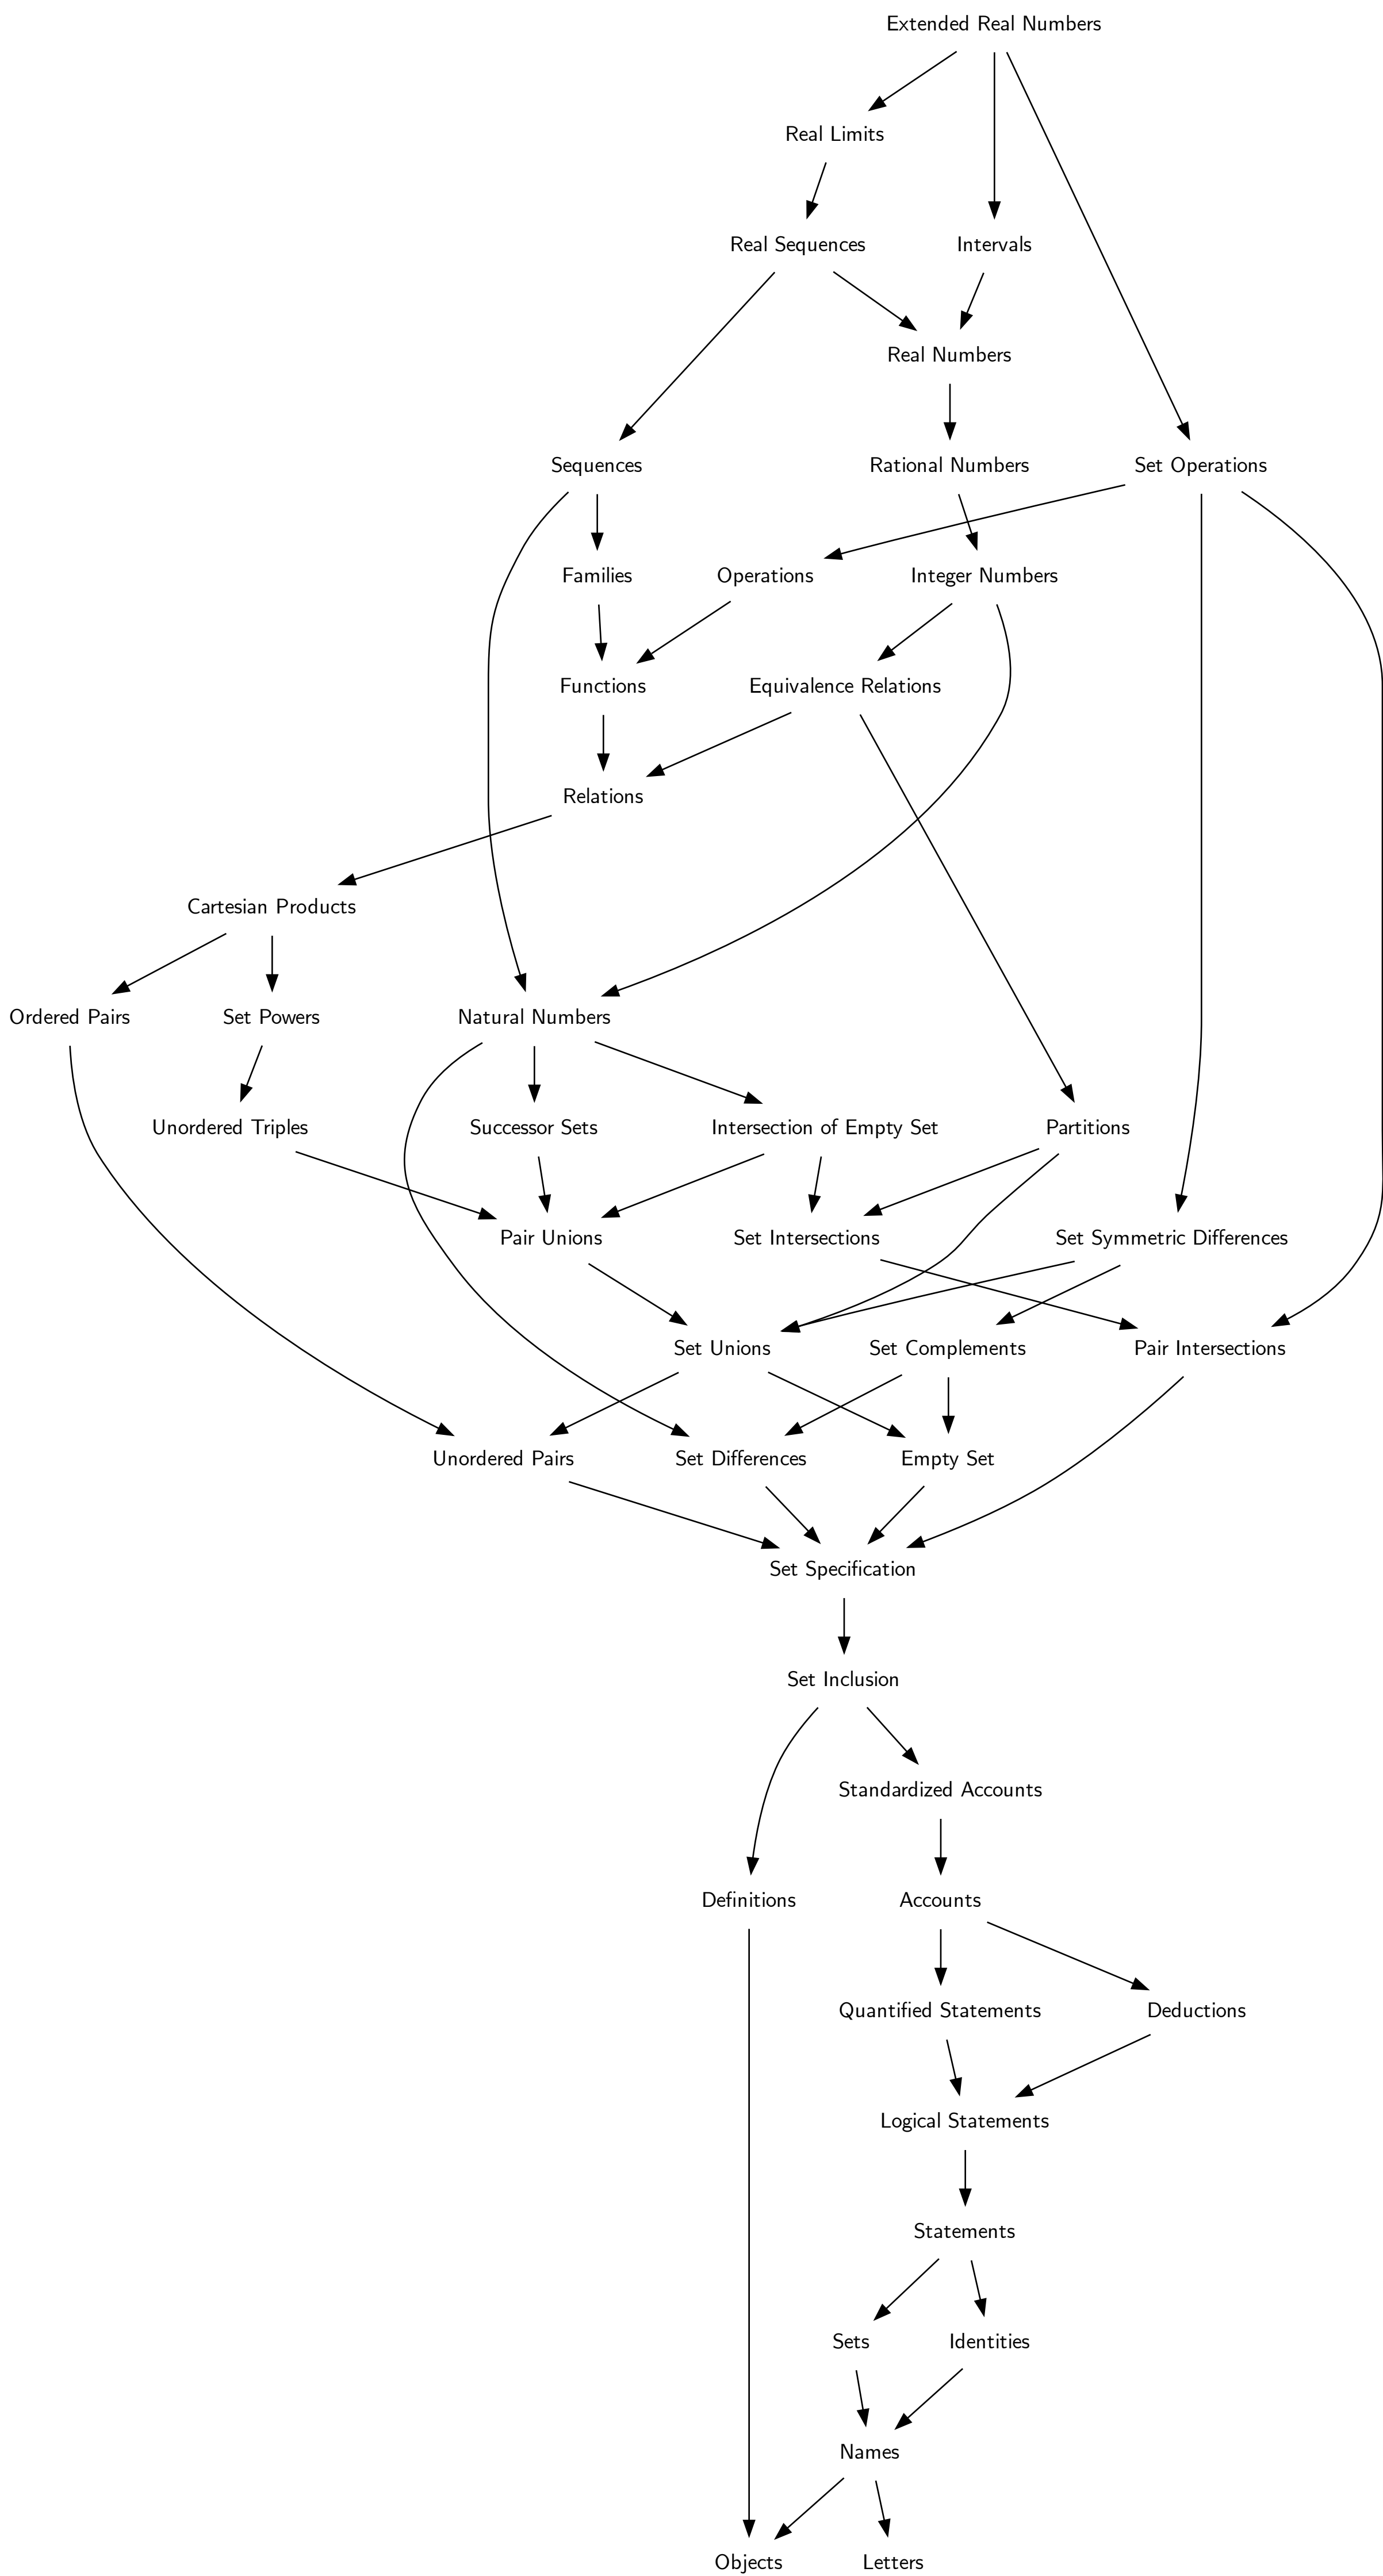 Extended Real Numbers
Real Limits
Real Sequences
Intervals
Real Numbers
Sequences
Rational Numbers
Set Operations
Families
Operations
Integer Numbers
Functions
Equivalence Relations
Relations
Cartesian Products
Ordered Pairs
Set Powers
Natural Numbers
Unordered Triples
Successor Sets
Intersection of Empty Set
Partitions
Pair Unions
Set Intersections
Set Symmetric Differences
Set Unions
Set Complements
Pair Intersections
Unordered Pairs
Set Differences
Empty Set
Set Specification
Set Inclusion
Standardized Accounts
Definitions
Accounts
Quantified Statements
Deductions
Logical Statements
Statements
Sets
Identities
Names
Objects
Letters